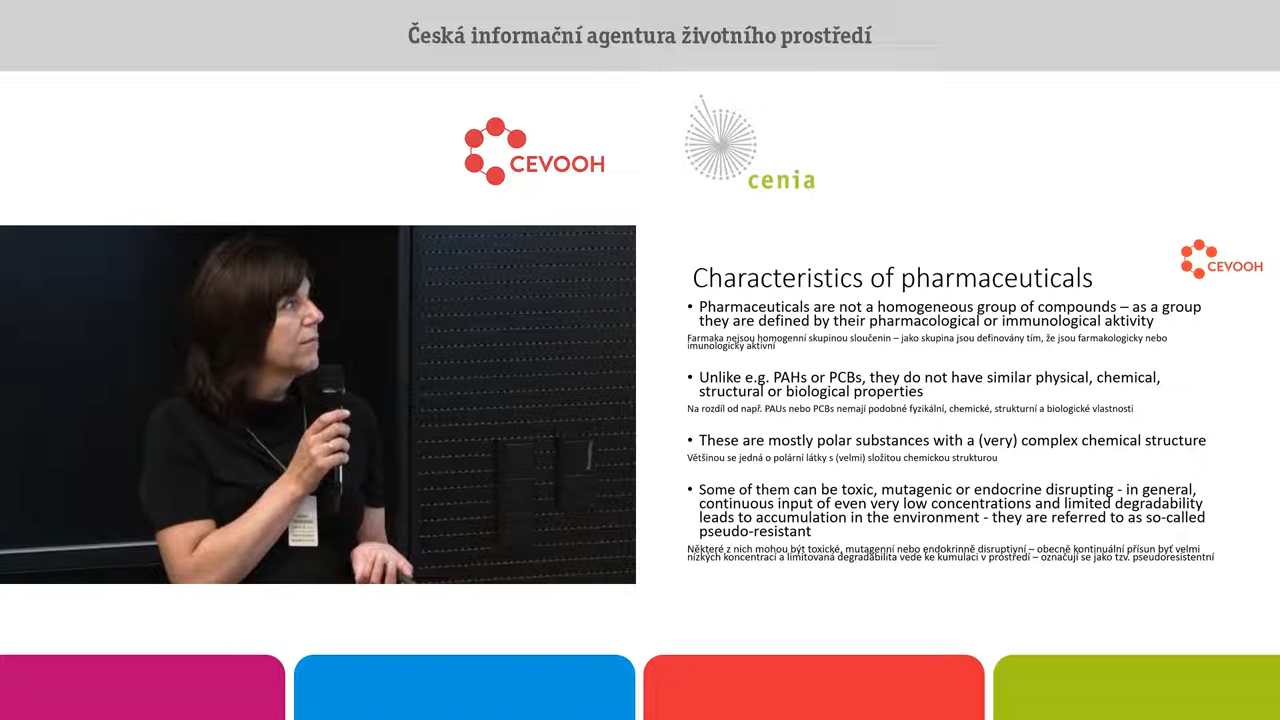 Česká informační agentura životního prostředí
CEVOOH
cenia
CEVOOH
Characteristics of pharmaceuticals
• Pharmaceuticals are not a homogeneous group of compounds – as a group
they are defined by their pharmacological or immunological aktivity
Farmaka nejsou homogenní skupinou sloučenin – jako skupina jsou definovány tím, že jsou farmakologicky nebo
imunologicky aktivní
• Unlike e.g. PAHs or PCBs, they do not have similar physical, chemical,
structural or biological properties
Na rozdíl od např. PAUs nebo PCBs nemají podobné fyzikální, chemické, strukturní a biologické vlastnosti
• These are mostly polar substances with a (very) complex chemical structure
Většinou se jedná o polární látky s (velmi) složitou chemickou strukturou
• Some of them can be toxic, mutagenic or endocrine disrupting - in general,
continuous input of even very low concentrations and limited degradability
leads to accumulation in the environment - they are referred to as so-called
pseudo-resistant
Některé z nich mohou být toxické, mutagenní nebo endokrinně disruptivní – obecně kontinuální přísun byť velmi
nízkých koncentrací a limitovaná degradabilita vede ke kumulaci v prostředí – označují se jako tzv. pseudoresistentní